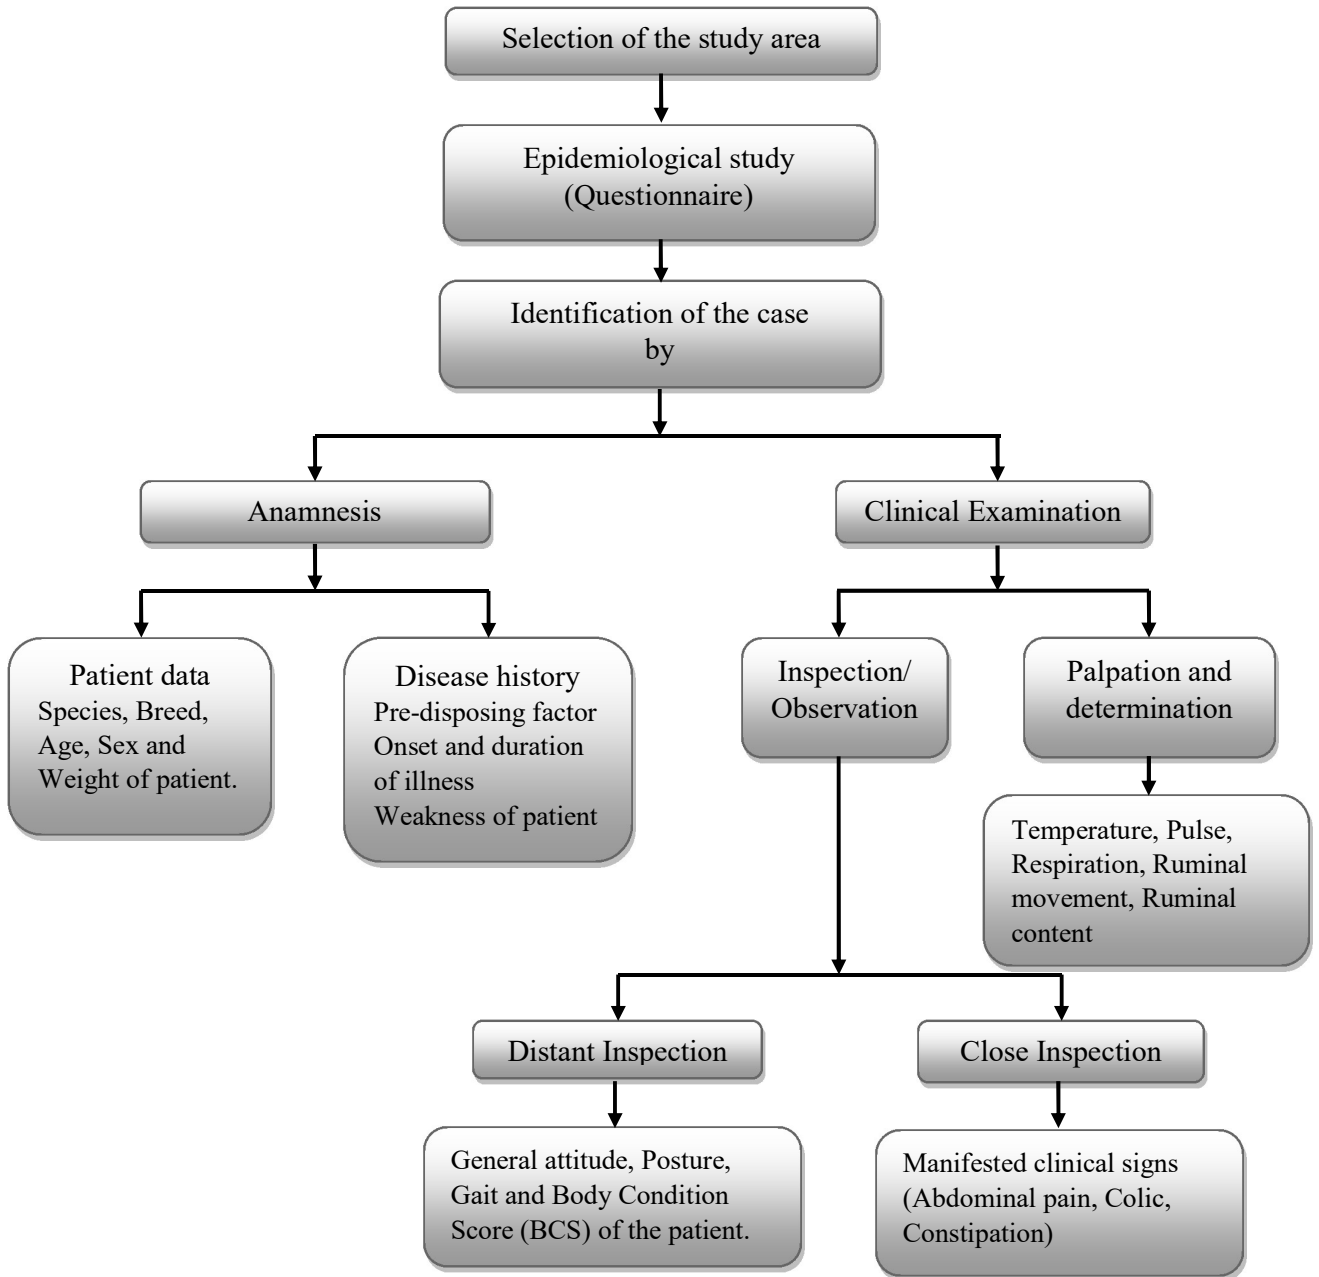 Selection of the study area
Epidemiological study
(Questionnaire)
Identification of the case
by
Anamnesis
Clinical Examination
Patient data
Species, Breed,
Age, Sex and
Weight of patient.
Disease history
Pre-disposing factor
Onset and duration
of illness
Weakness of patient
Inspection/
Observation
Palpation and
determination
Temperature, Pulse,
Respiration, Ruminal
movement, Ruminal
content
Distant Inspection
Close Inspection
General attitude, Posture,
Gait and Body Condition
Score (BCS) of the patient.
Manifested clinical signs
(Abdominal pain, Colic,
Constipation)